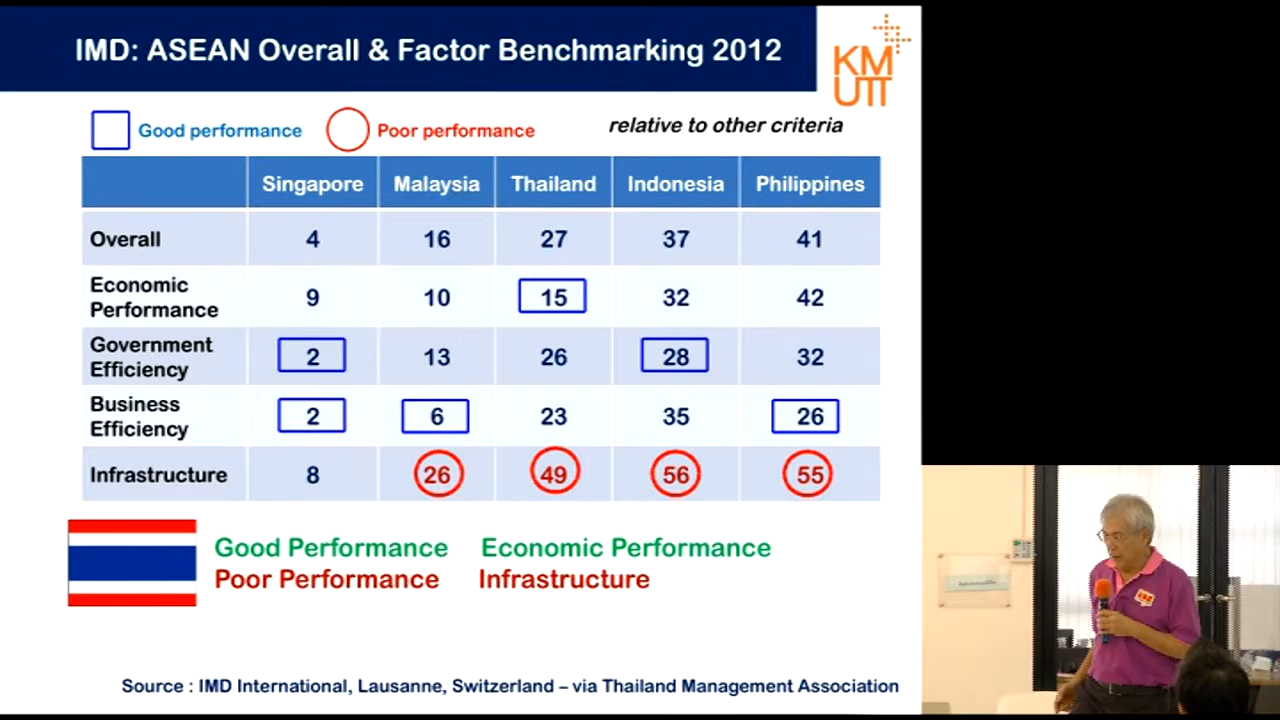 IMD: ASEAN Overall & Factor Benchmarking 2012
KM
UTT
Good performance Poor performance relative to other criteria
Singapore Malaysia Thailand Indonesia Philippines
Overall 4 16 27 37 41
Economic
Performance 9 10 15 32 42
Government
Efficiency 2 13 26 28 32
Business
Efficiency 2 6 23 35 26
Infrastructure 8 26 49 56 55
Good Performance Economic Performance
Poor Performance Infrastructure
Source : IMD International, Lausanne, Switzerland – via Thailand Management Association